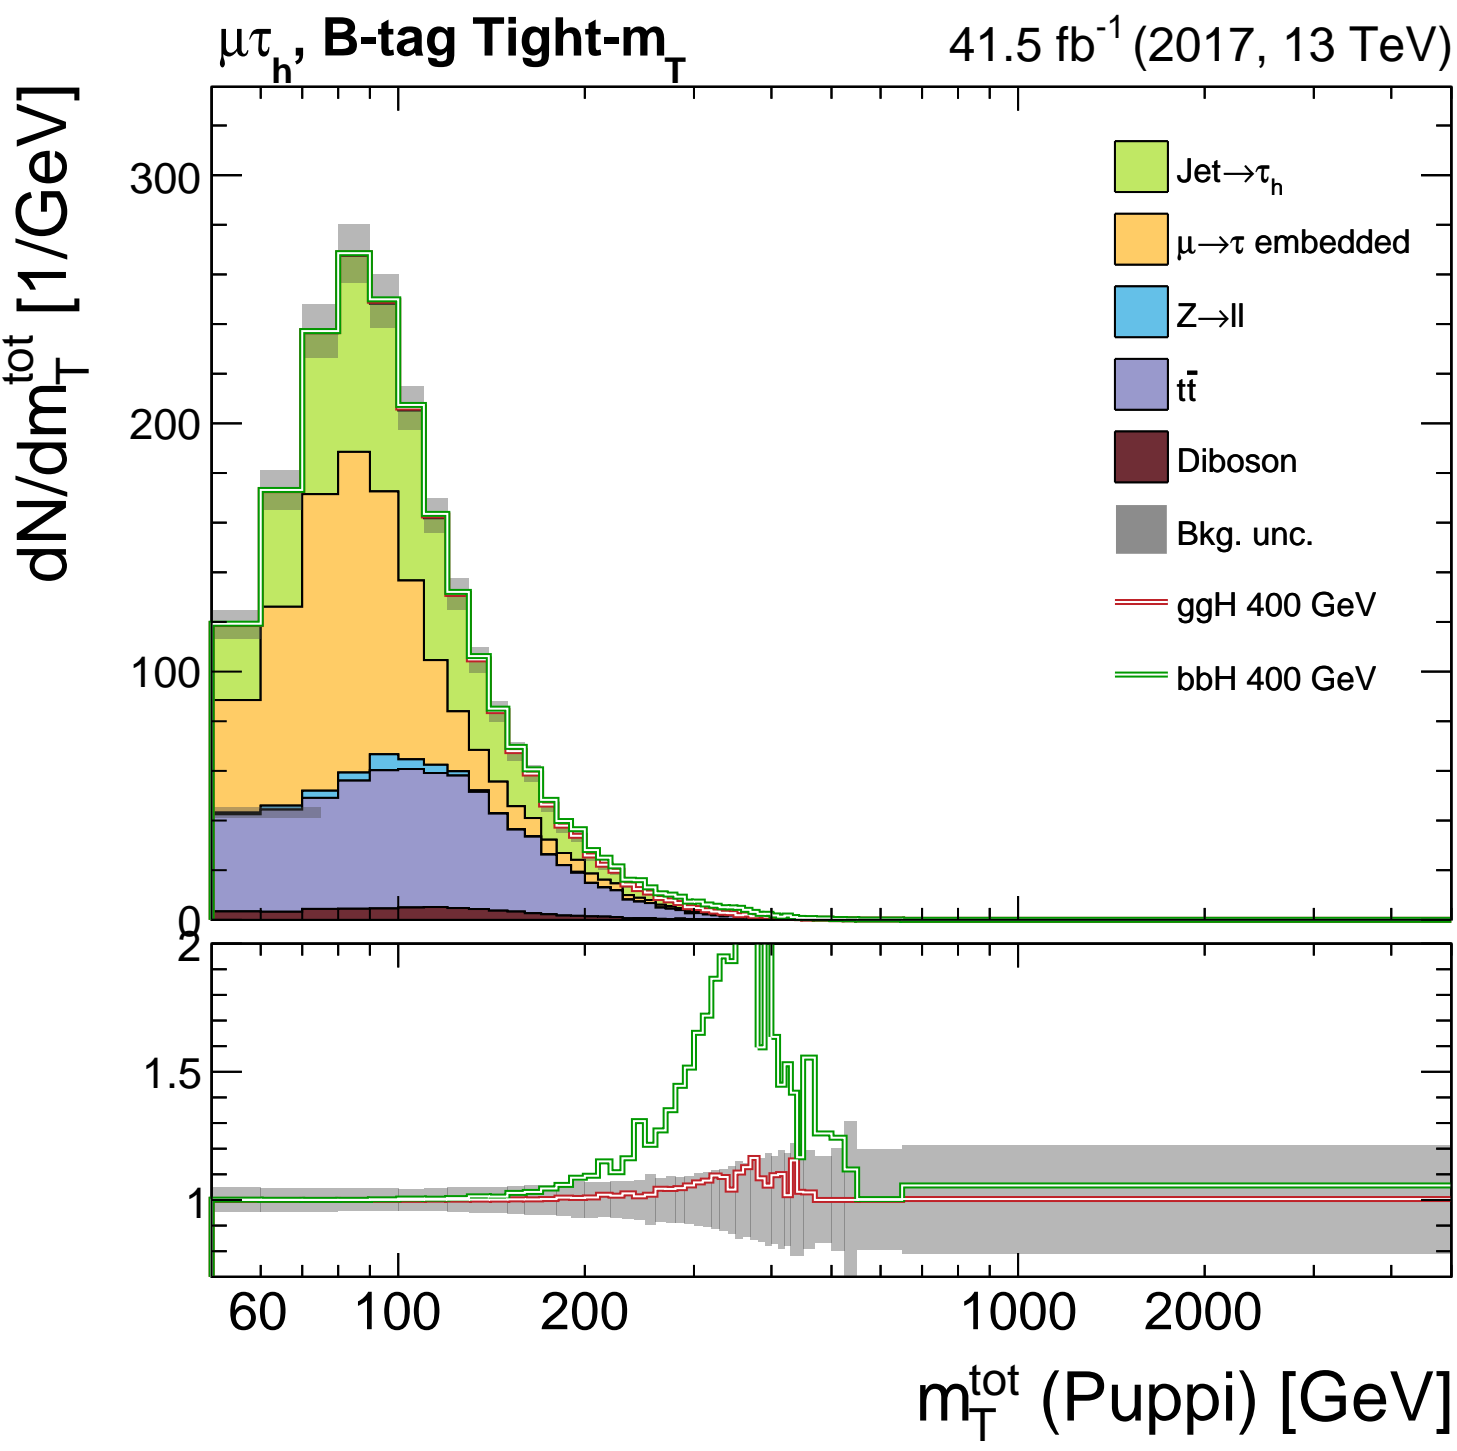 μτh, B-tag Tight-mT
41.5 fb-1 (2017, 13 TeV)
dN/dmTtot [1/GeV]
300
200
100
0
Jet→τh
μ→τ embedded
Z→ll
tt̄
Diboson
Bkg. unc.
ggH 400 GeV
bbH 400 GeV
2
1.5
1
60 100 200 1000 2000
mTtot (Puppi) [GeV]